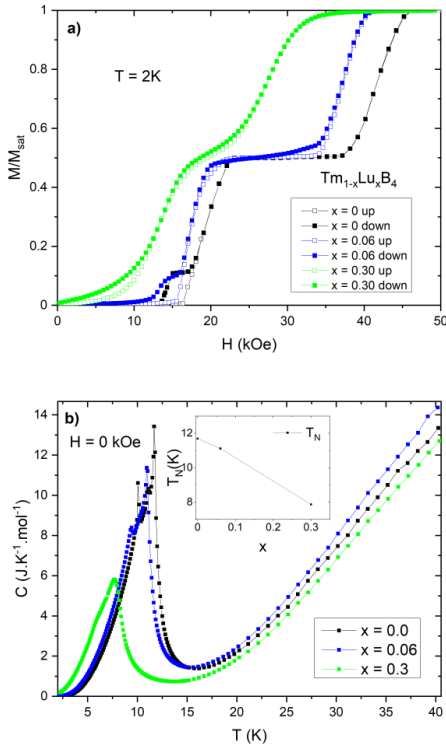 a)
T = 2K
M/Msat
1
0.8
0.6
0.4
0.2
0
Tm1-xLuxB4
x = 0 up
x = 0 down
x = 0.06 up
x = 0.06 down
x = 0.30 up
x = 0.30 down
0 10 20 30 40 50
H (kOe)
b)
H = 0 kOe
C (J.K-1.mol-1)
14
12
10
8
6
4
2
0
TN(K)
12
10
8
TN
0 0.1 0.2 0.3 0.4
x
x = 0.0
x = 0.06
x = 0.3
5 10 15 20 25 30 35 40
T (K)